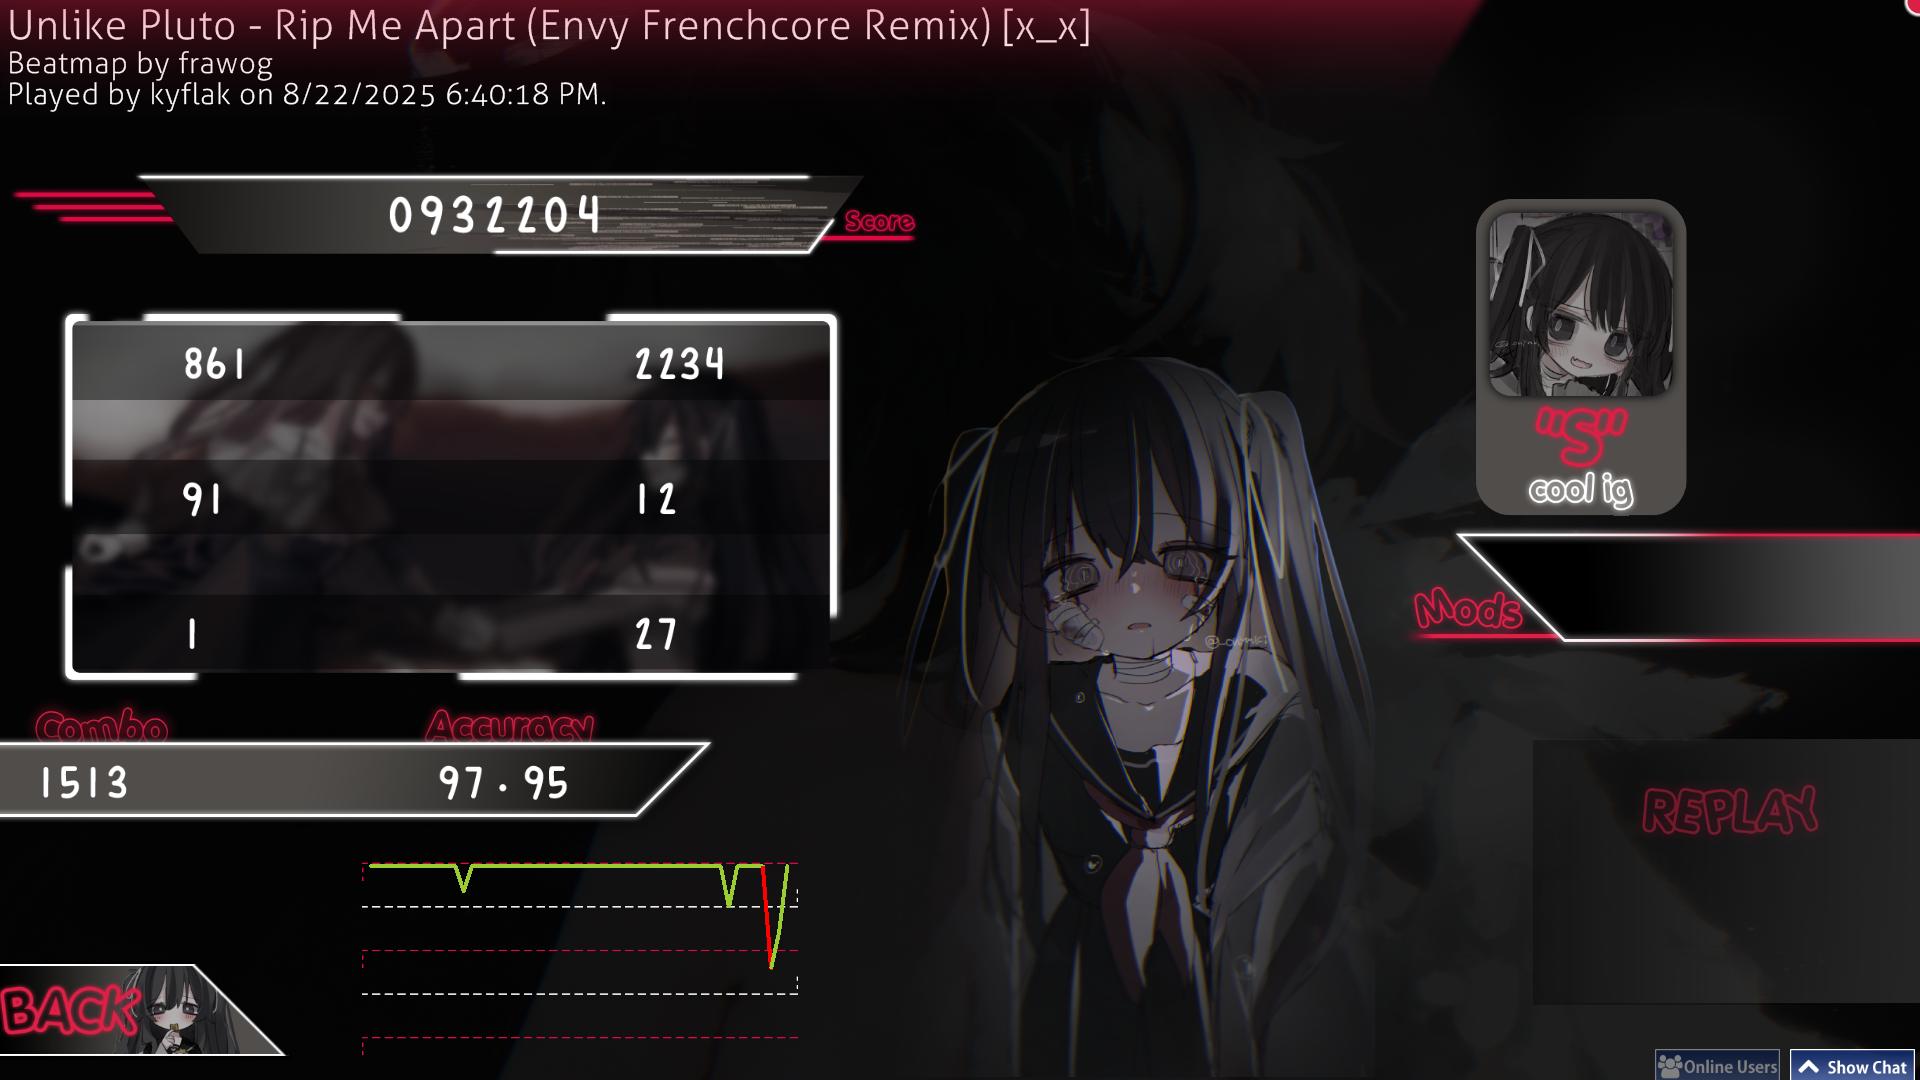 Unlike Pluto - Rip Me Apart (Envy Frenchcore Remix) [x_x]
Beatmap by frawog
Played by kyflak on 8/22/2025 6:40:18 PM.
0932204
Score
861 2234
91 12
1 27
"S"
cool ig
Mods
Combo Accuracy
1513 97.95
REPLAY
BACK
Online Users Show Chat